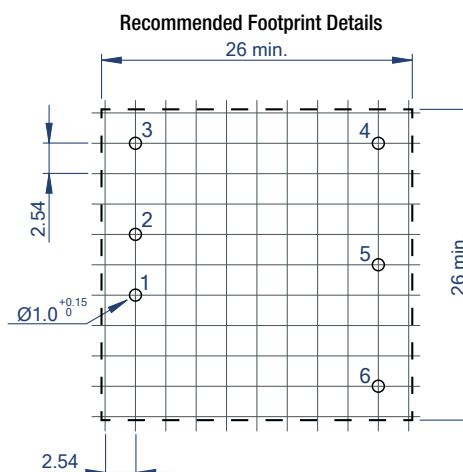 Recommended Footprint Details
26 min.
3
4
2.54
2
5
26 min.
1
Ø1.0 +0.15 0
6
2.54